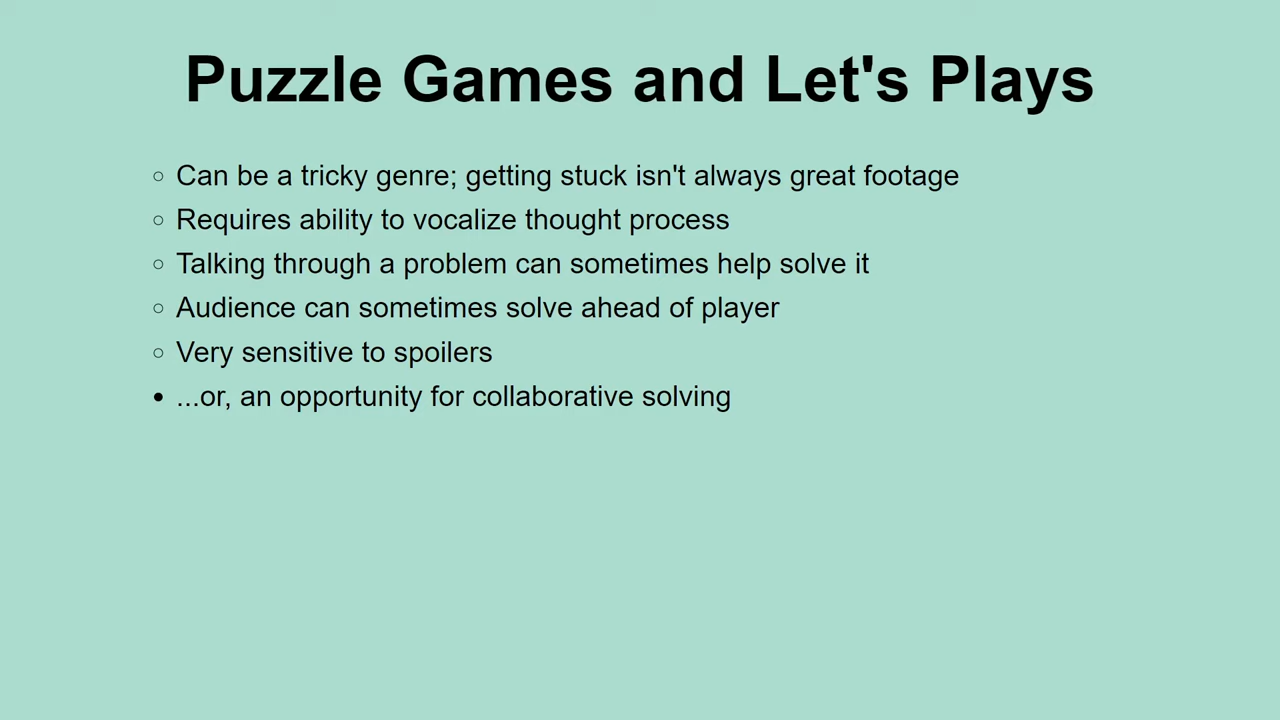 Puzzle Games and Let's Plays
Can be a tricky genre; getting stuck isn't always great footage
Requires ability to vocalize thought process
Talking through a problem can sometimes help solve it
Audience can sometimes solve ahead of player
Very sensitive to spoilers
...or, an opportunity for collaborative solving